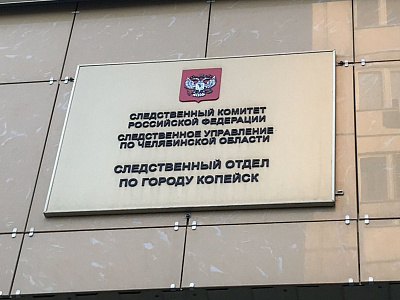 СЛЕДСТВЕННЫЙ КОМИТЕТ
РОССИЙСКОЙ ФЕДЕРАЦИИ
СЛЕДСТВЕННОЕ УПРАВЛЕНИЕ
ПО ЧЕЛЯБИНСКОЙ ОБЛАСТИ
СЛЕДСТВЕННЫЙ ОТДЕЛ
ПО ГОРОДУ КОПЕЙСК